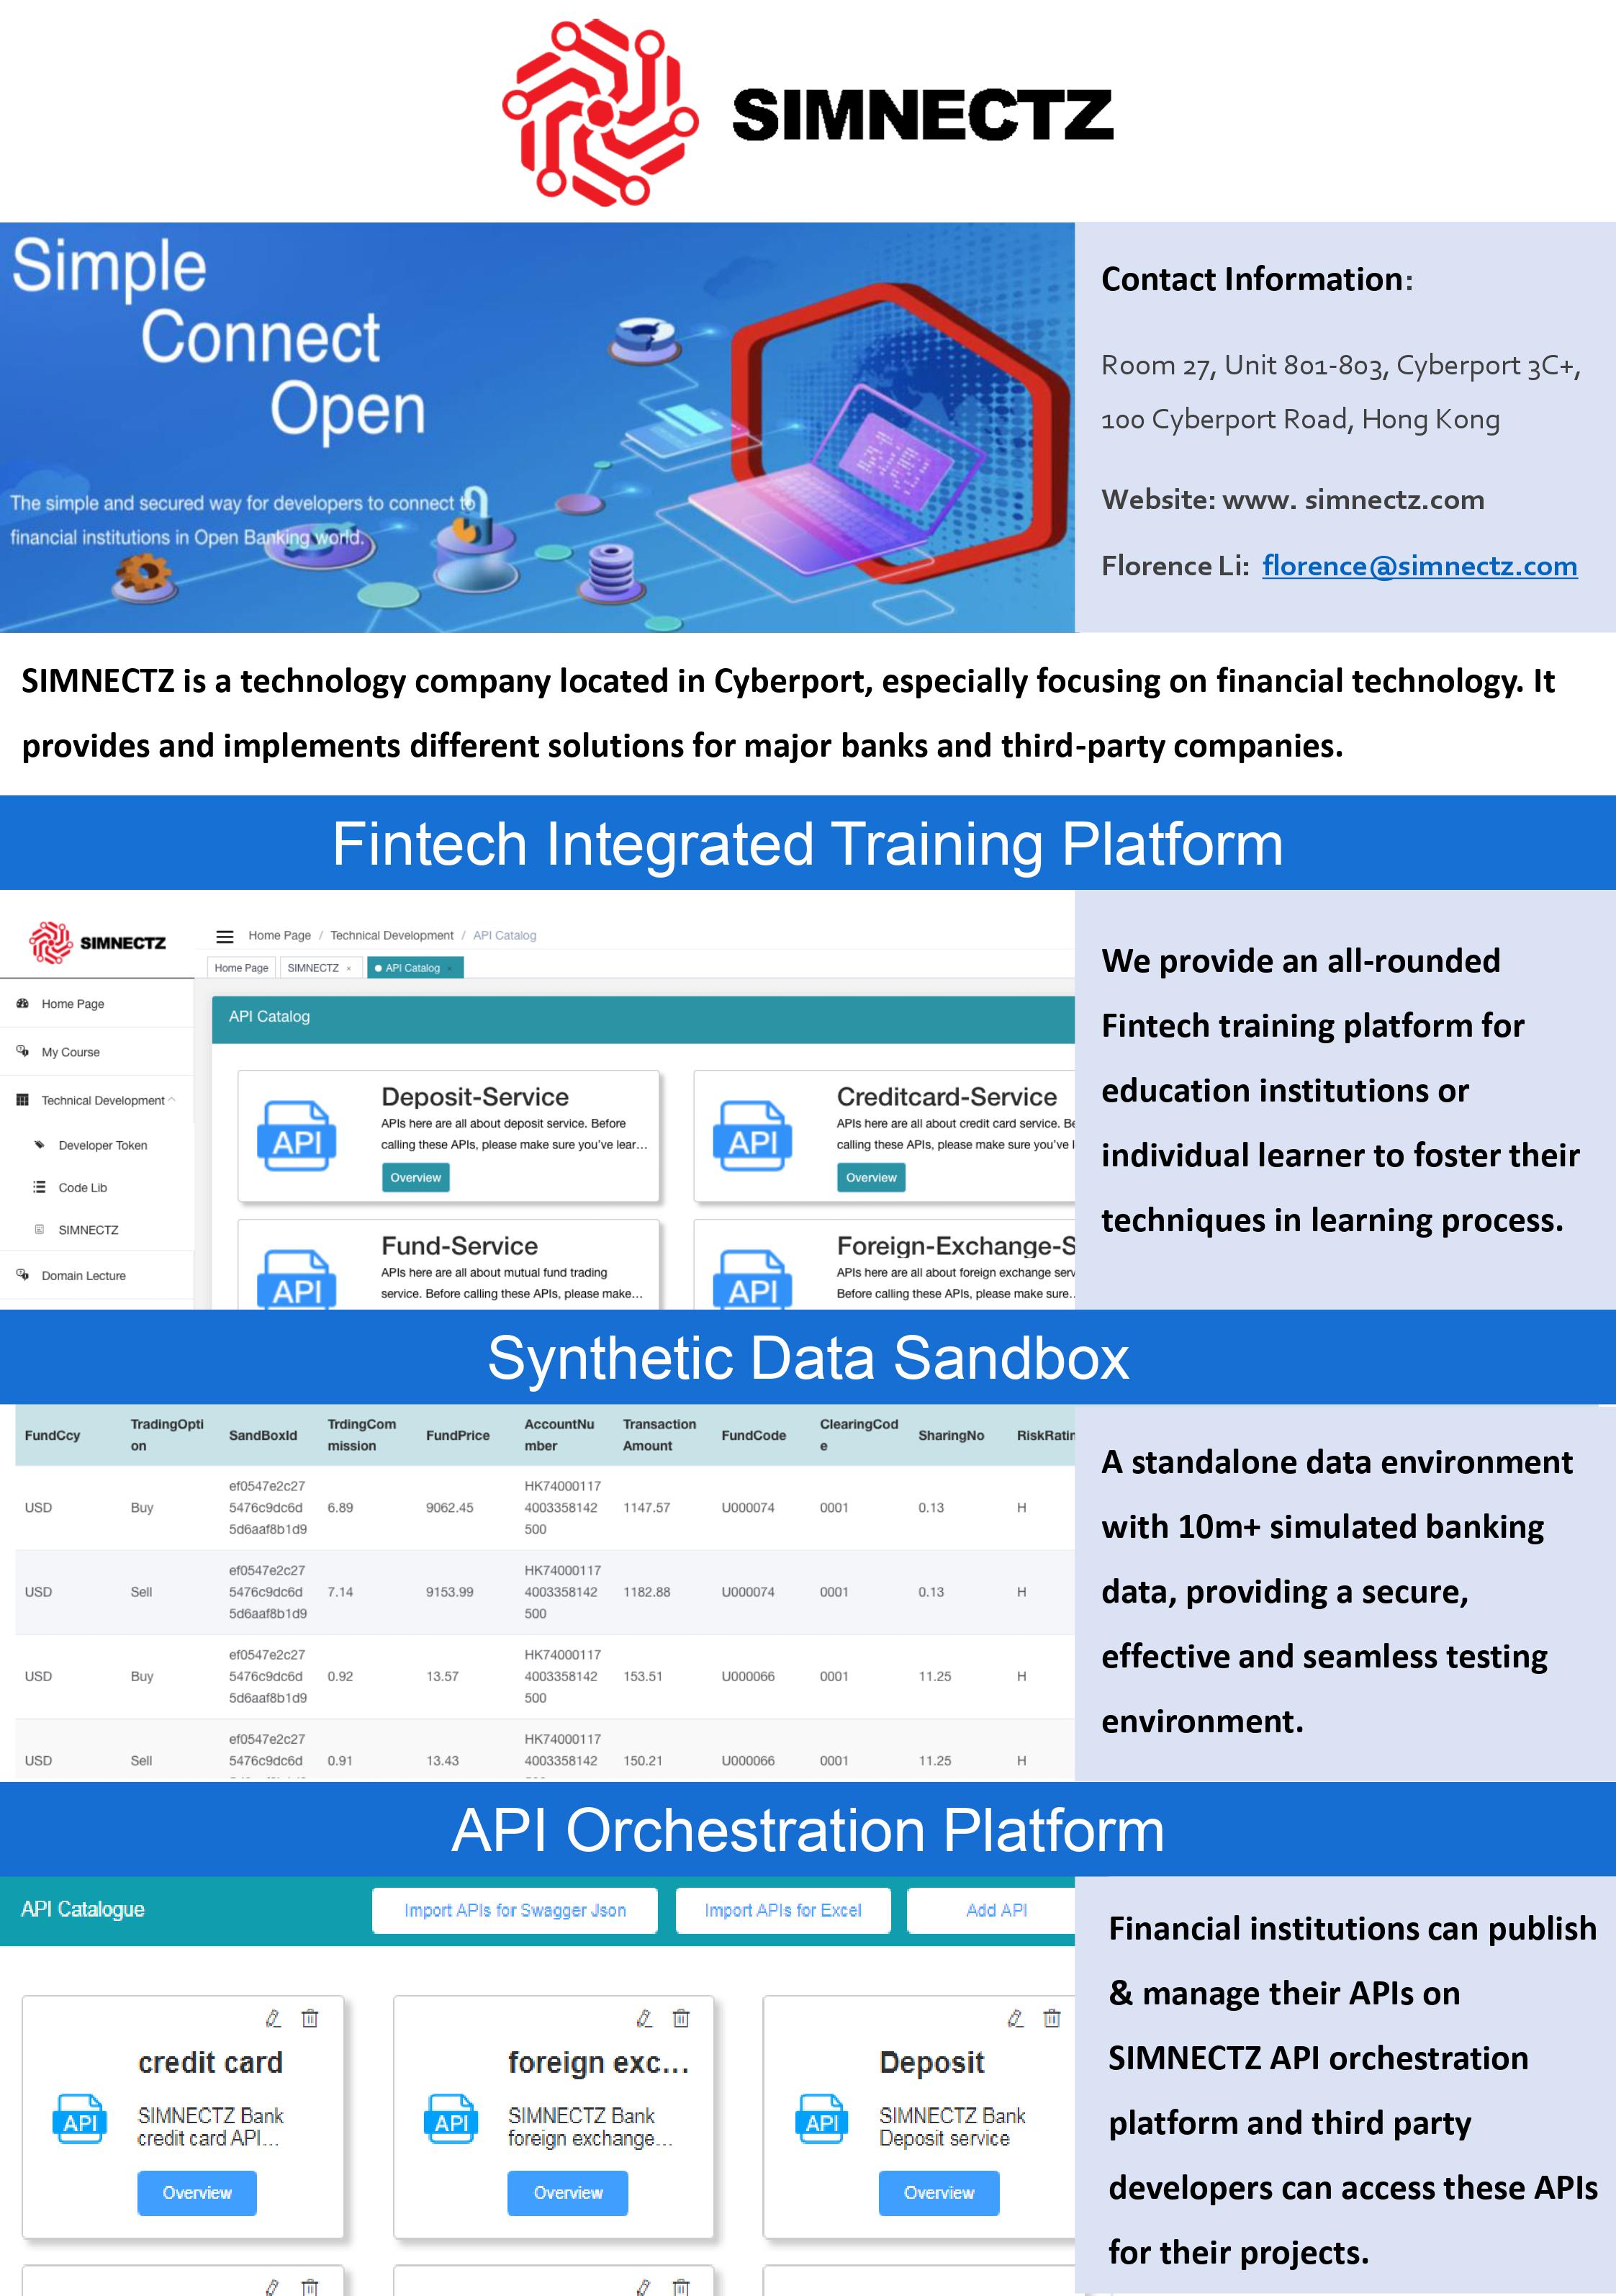 SIMNECTZ
Simple
Connect
Open
The simple and secured way for developers to connect to
financial institutions in Open Banking world.
Contact Information:
Room 27, Unit 801-803, Cyberport 3C+,
100 Cyberport Road, Hong Kong
Website: www. simnectz.com
Florence Li: florence@simnectz.com
SIMNECTZ is a technology company located in Cyberport, especially focusing on financial technology. It
provides and implements different solutions for major banks and third-party companies.
Fintech Integrated Training Platform
SIMNECTZ
Home Page / Technical Development / API Catalog
Home Page SIMNECTZ × API Catalog ×
Home Page
My Course
Technical Development
Developer Token
Code Lib
SIMNECTZ
Domain Lecture
API Catalog
API
Deposit-Service
APIs here are all about deposit service. Before
calling these APIs, please make sure you've lear...
Overview
API
Creditcard-Service
APIs here are all about credit card service. Be
calling these APIs, please make sure you've l
Overview
API
Fund-Service
APIs here are all about mutual fund trading
service. Before calling these APIs, please make...
API
Foreign-Exchange-S
APIs here are all about foreign exchange serv
Before calling these APIs, please make sure..
We provide an all-rounded
Fintech training platform for
education institutions or
individual learner to foster their
techniques in learning process.
Synthetic Data Sandbox
FundCcy TradingOpti SandBoxId TrdingCom FundPrice AccountNu Transaction FundCode ClearingCod SharingNo RiskRatin
on mission mber Amount e
ef0547e2c27 HK74000117
USD Buy 5476c9dc6d 6.89 9062.45 4003358142 1147.57 U000074 0001 0.13 H
5d6aaf8b1d9 500
ef0547e2c27 HK74000117
USD Sell 5476c9dc6d 7.14 9153.99 4003358142 1182.88 U000074 0001 0.13 H
5d6aaf8b1d9 500
ef0547e2c27 HK74000117
USD Buy 5476c9dc6d 0.92 13.57 4003358142 153.51 U000066 0001 11.25 H
5d6aaf8b1d9 500
ef0547e2c27 HK74000117
USD Sell 5476c9dc6d 0.91 13.43 4003358142 150.21 U000066 0001 11.25 H
A standalone data environment
with 10m+ simulated banking
data, providing a secure,
effective and seamless testing
environment.
API Orchestration Platform
API Catalogue Import APIs for Swagger Json Import APIs for Excel Add API
credit card
API
SIMNECTZ Bank
credit card API...
Overview
foreign exc...
API
SIMNECTZ Bank
foreign exchange...
Overview
Deposit
API
SIMNECTZ Bank
Deposit service
Overview
Financial institutions can publish
& manage their APIs on
SIMNECTZ API orchestration
platform and third party
developers can access these APIs
for their projects.